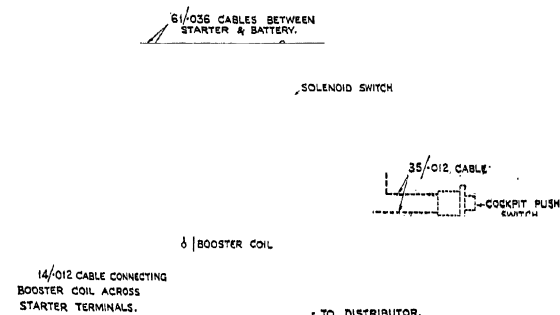 61/·036 CABLES BETWEEN
STARTER & BATTERY.
SOLENOID SWITCH
35/·012, CABLE
COCKPIT PUSH
SWITCH
BOOSTER COIL
14/·012 CABLE CONNECTING
BOOSTER COIL ACROSS
STARTER TERMINALS.
TO DISTRIBUTOR.